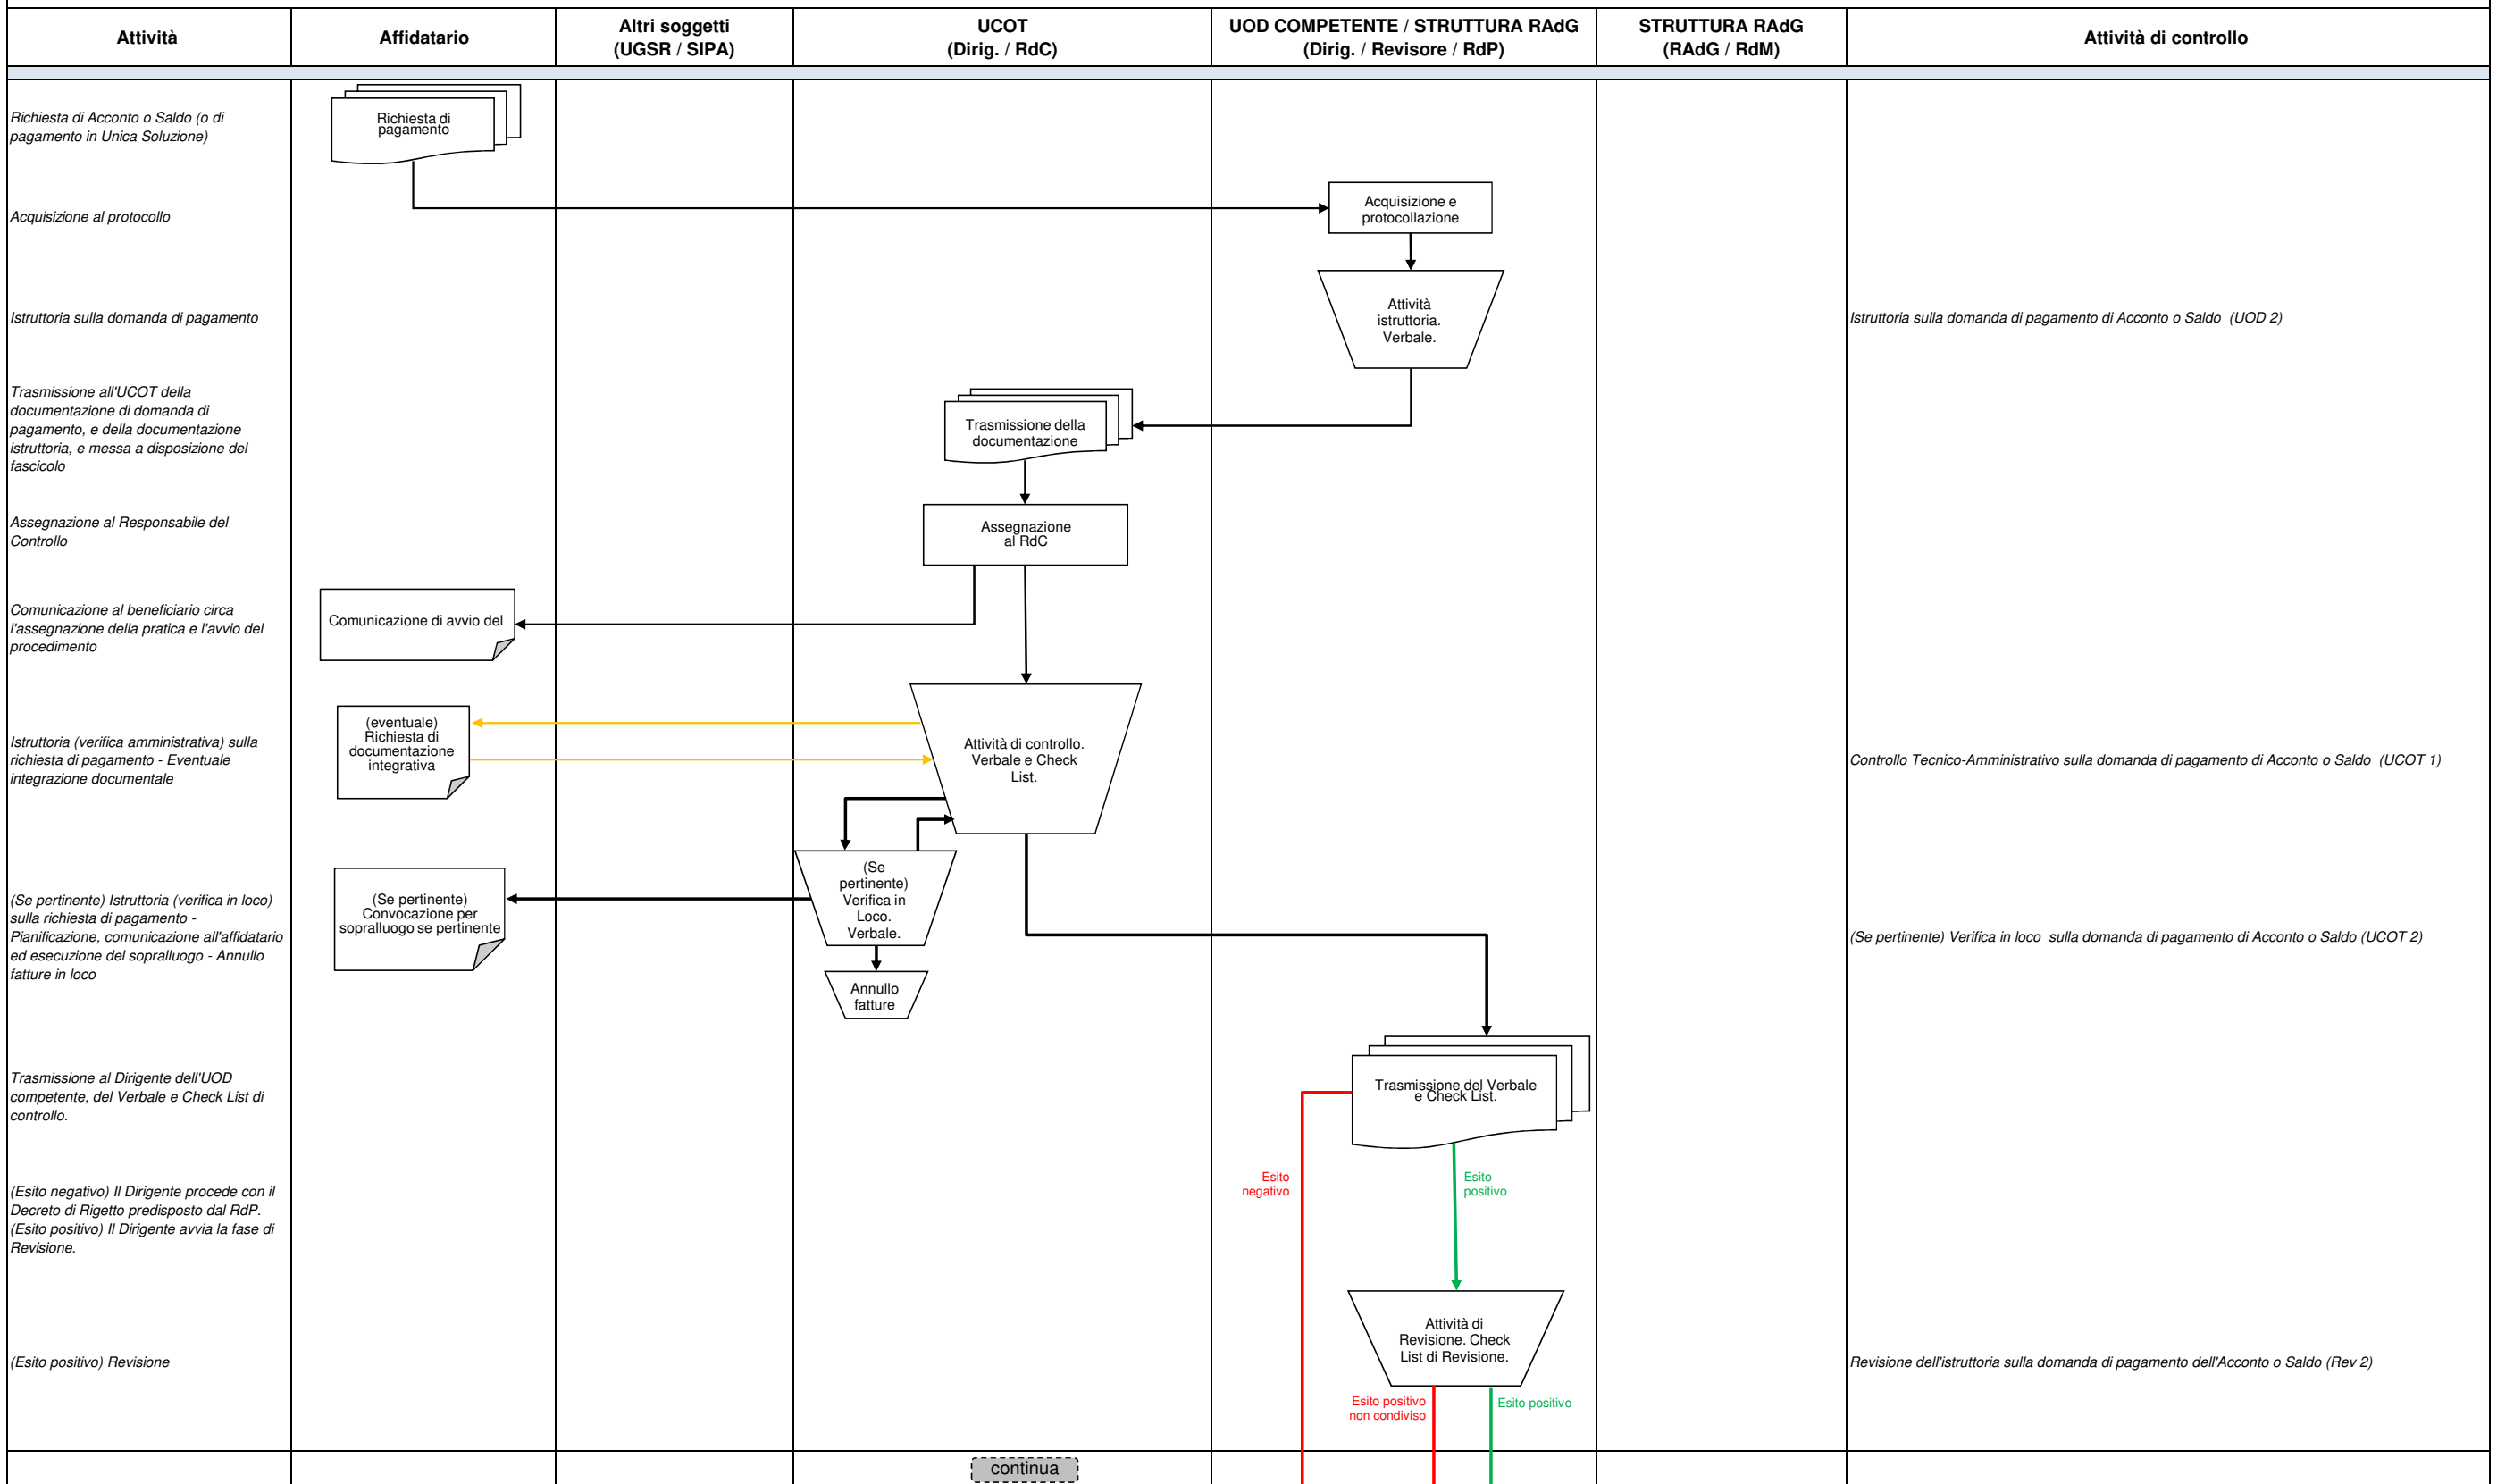 Attività
Affidatario
Altri soggetti
(UGSR / SIPA)
UCOT
(Dirig. / RdC)
UOD COMPETENTE / STRUTTURA RAdG
(Dirig. / Revisore / RdP)
STRUTTURA RAdG
(RAdG / RdM)
Attività di controllo
Richiesta di Acconto o Saldo (o di
pagamento in Unica Soluzione)
Richiesta di
pagamento
Acquisizione al protocollo
Acquisizione e
protocollazione
Istruttoria sulla domanda di pagamento
Attività
istruttoria.
Verbale.
Istruttoria sulla domanda di pagamento di Acconto o Saldo  (UOD 2)
Trasmissione all'UCOT della
documentazione di domanda di
pagamento, e della documentazione
istruttoria, e messa a disposizione del
fascicolo
Trasmissione della
documentazione
Assegnazione al Responsabile del
Controllo
Assegnazione
al RdC
Comunicazione al beneficiario circa
l'assegnazione della pratica e l'avvio del
procedimento
Comunicazione di avvio del
Istruttoria (verifica amministrativa) sulla
richiesta di pagamento - Eventuale
integrazione documentale
(eventuale)
Richiesta di
documentazione
integrativa
Attività di controllo.
Verbale e Check
List.
Controllo Tecnico-Amministrativo sulla domanda di pagamento di Acconto o Saldo  (UCOT 1)
(Se pertinente) Istruttoria (verifica in loco)
sulla richiesta di pagamento -
Pianificazione, comunicazione all'affidatario
ed esecuzione del sopralluogo - Annullo
fatture in loco
(Se pertinente)
Convocazione per
sopralluogo se pertinente
(Se
pertinente)
Verifica in
Loco.
Verbale.
Annullo
fatture
(Se pertinente) Verifica in loco  sulla domanda di pagamento di Acconto o Saldo (UCOT 2)
Trasmissione al Dirigente dell'UOD
competente, del Verbale e Check List di
controllo.
Trasmissione del Verbale
e Check List.
(Esito negativo) Il Dirigente procede con il
Decreto di Rigetto predisposto dal RdP.
(Esito positivo) Il Dirigente avvia la fase di
Revisione.
Esito
negativo
Esito
positivo
(Esito positivo) Revisione
Attività di
Revisione. Check
List di Revisione.
Revisione dell'istruttoria sulla domanda di pagamento dell'Acconto o Saldo (Rev 2)
Esito positivo
non condiviso
Esito positivo
continua